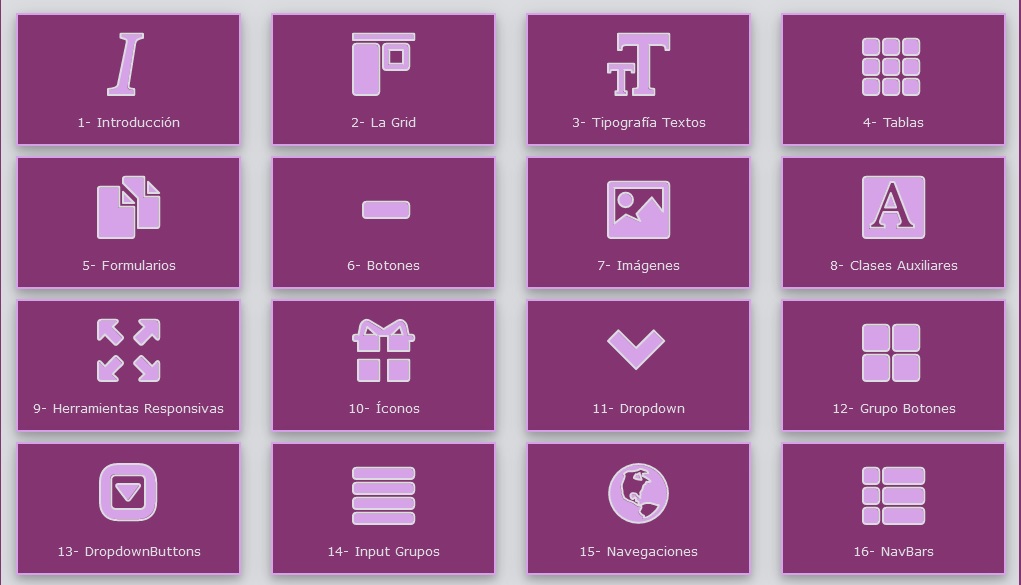 1- Introducción
2- La Grid
3- Tipografía Textos
4- Tablas
5- Formularios
6- Botones
7- Imágenes
8- Clases Auxiliares
9- Herramientas Responsivas
10- Íconos
11- Dropdown
12- Grupo Botones
13- DropdownButtons
14- Input Grupos
15- Navegaciones
16- NavBars